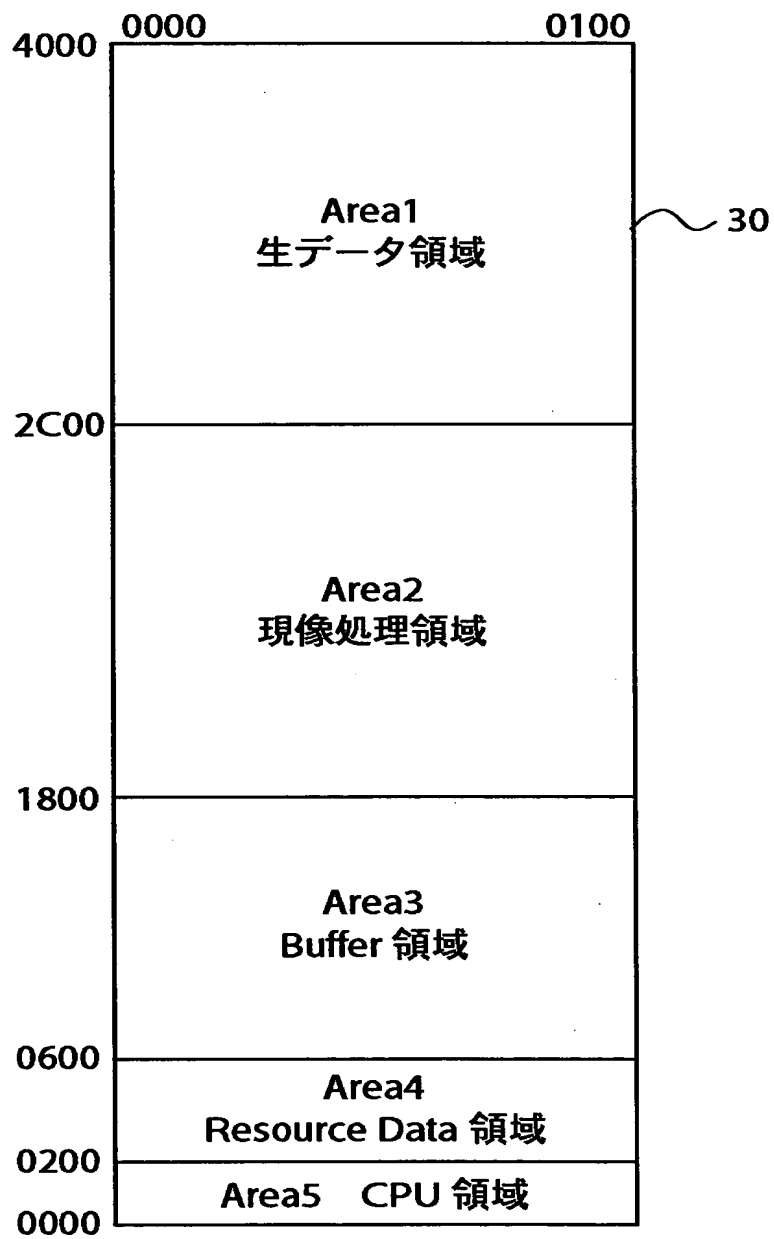 0000 0100
4000
Area1
生データ領域
30
2C00
Area2
現像処理領域
1800
Area3
Buffer 領域
0600
Area4
Resource Data 領域
0200
Area5 CPU 領域
0000